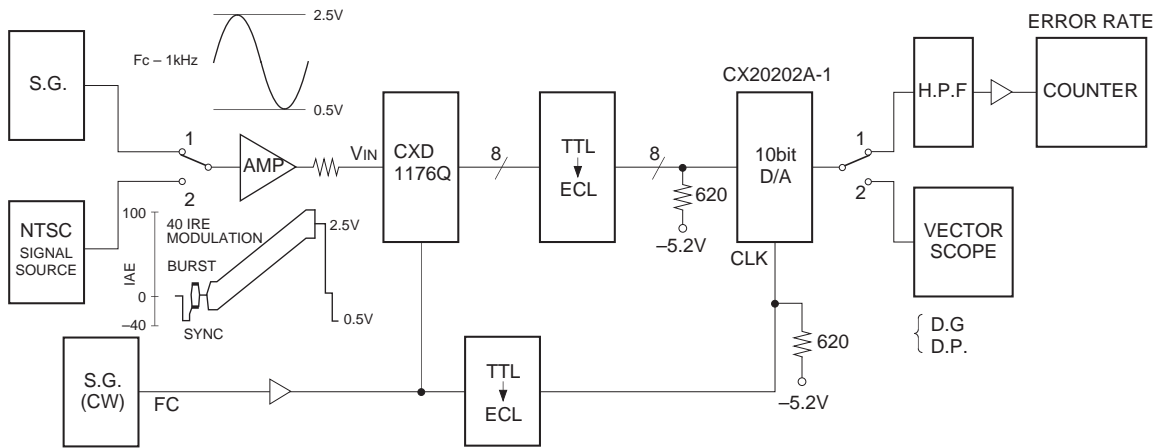 2.5V
Fc – 1kHz
0.5V
ERROR RATE
S.G.
CX20202A-1
H.P.F
COUNTER
1
2
AMP
VIN
CXD
1176Q
8
TTL
ECL
8
620
–5.2V
10bit
D/A
CLK
1
2
NTSC
SIGNAL
SOURCE
100
IAE
0
–40
40 IRE
MODULATION
2.5V
BURST
0.5V
SYNC
VECTOR
SCOPE
D.G
D.P.
S.G.
(CW)
FC
TTL
ECL
620
–5.2V